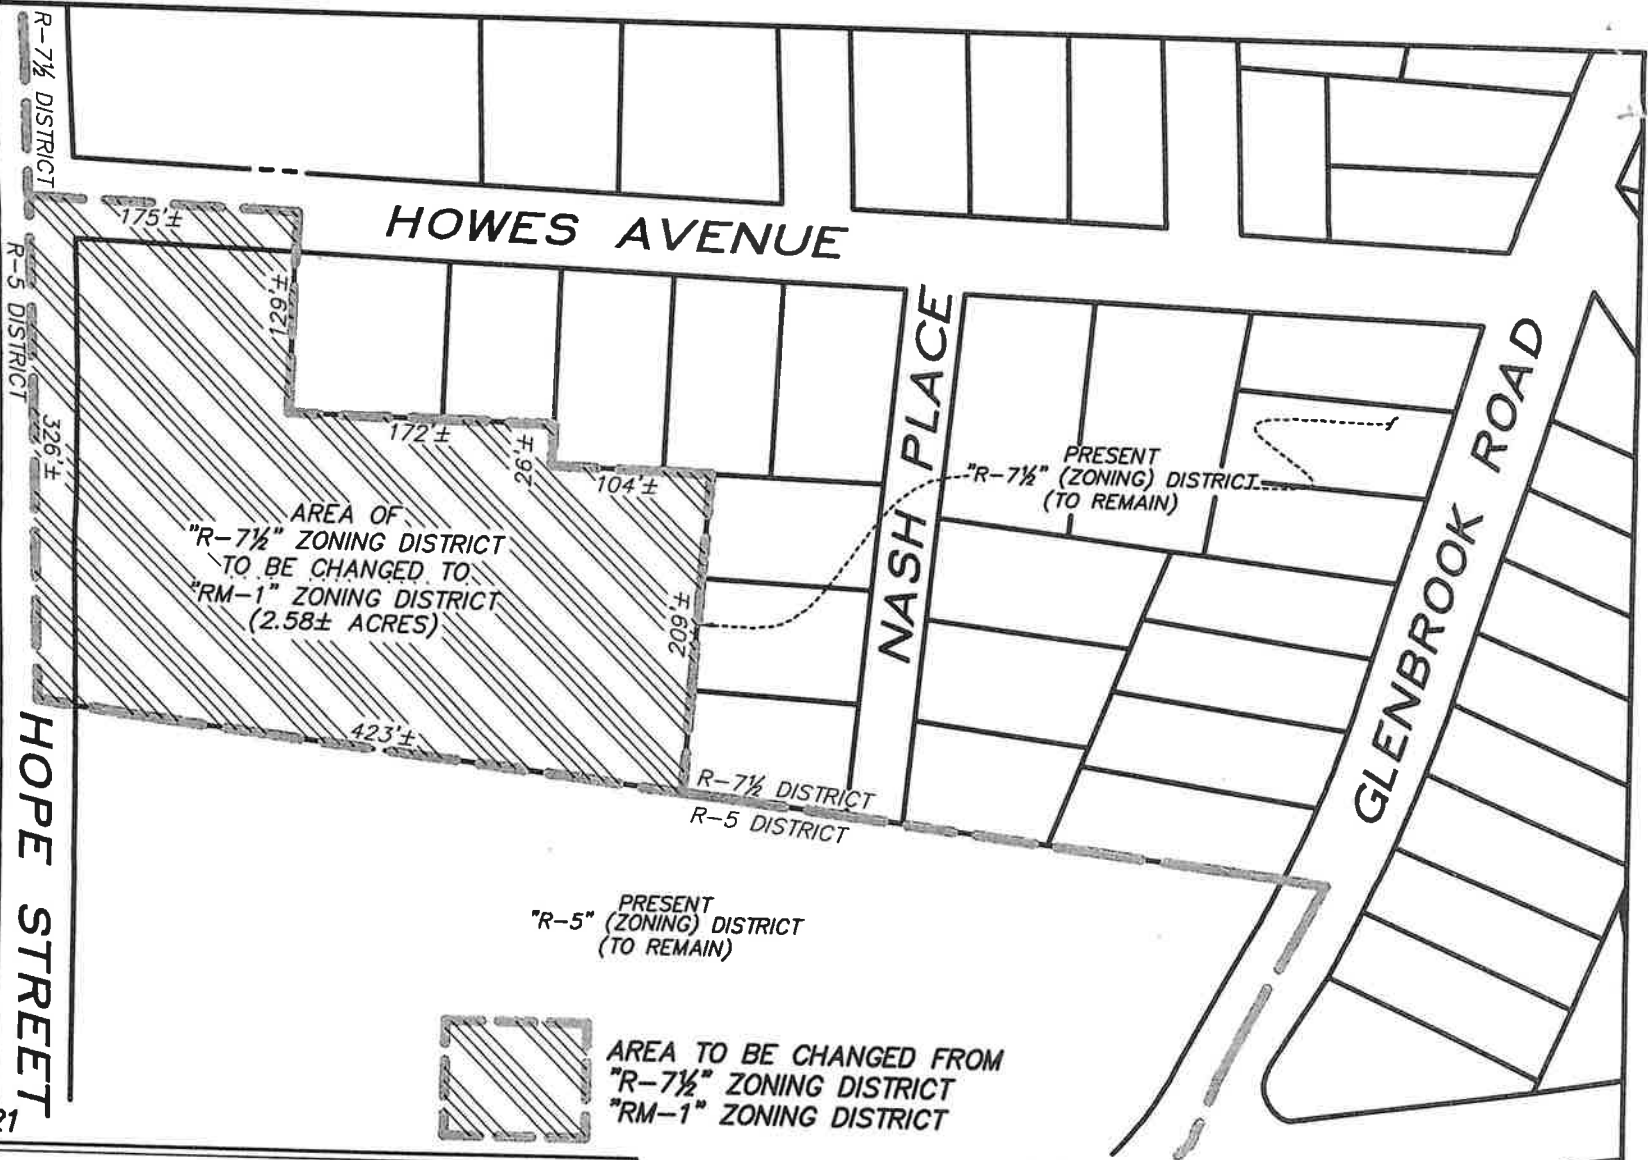 R-7½ DISTRICT
R-5 DISTRICT
175'±
HOWES AVENUE
129'±
326'±
172'±
26'±
104'±
AREA OF
"R-7½" ZONING DISTRICT
TO BE CHANGED TO
"RM-1" ZONING DISTRICT
(2.58± ACRES)
209'±
423'±
NASH PLACE
PRESENT
"R-7½" (ZONING) DISTRICT
(TO REMAIN)
GLENBROOK ROAD
R-7½ DISTRICT
R-5 DISTRICT
HOPE STREET
PRESENT
"R-5" (ZONING) DISTRICT
(TO REMAIN)
AREA TO BE CHANGED FROM
"R-7½" ZONING DISTRICT
"RM-1" ZONING DISTRICT
21